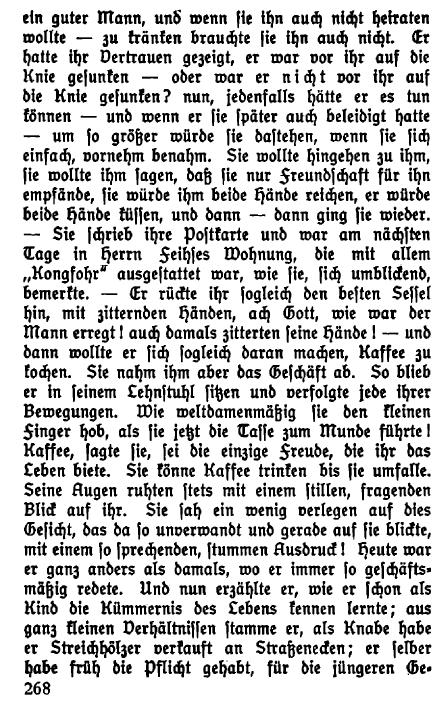 ein guter Mann, und wenn sie ihn auch nicht heiraten
wollte — zu kränken brauchte sie ihn auch nicht. Er
hatte ihr Vertrauen gezeigt, er war vor ihr auf die
Knie gesunken — oder war er nicht vor ihr auf
die Knie gesunken? nun, jedenfalls hätte er es tun
können — und wenn er sie später auch beleidigt hatte
— um so größer würde sie dastehen, wenn sie sich
einfach, vornehm benahm. Sie wollte hingehen zu ihm,
sie wollte ihm sagen, daß sie nur Freundschaft für ihn
empfände, sie würde ihm beide Hände reichen, er würde
beide Hände küssen, und dann — dann ging sie wieder.
— Sie schrieb ihre Postkarte und war am nächsten
Tage in Herrn Feihses Wohnung, die mit allem
„Kongfohr" ausgestattet war, wie sie, sich umblickend,
bemerkte. — Er rückte ihr sogleich den besten Sessel
hin, mit zitternden Händen, ach Gott, wie war der
Mann erregt! auch damals zitterten seine Hände! — und
dann wollte er sich sogleich daran machen, Kaffee zu
kochen. Sie nahm ihm aber das Geschäft ab. So blieb
er in seinem Lehnstuhl sitzen und verfolgte jede ihrer
Bewegungen. Wie weltdamenmäßig sie den kleinen
Finger hob, als sie jetzt die Tasse zum Munde führte!
Kaffee, sagte sie, sei die einzige Freude, die ihr das
Leben biete. Sie könne Kaffee trinken bis sie umfalle.
Seine Augen ruhten stets mit einem stillen, fragenden
Blick auf ihr. Sie sah ein wenig verlegen auf dies
Gesicht, das da so unverwandt und gerade auf sie blickte,
mit einem so sprechenden, stummen Ausdruck! Heute war
er ganz anders als damals, wo er immer so geschäfts-
mäßig redete. Und nun erzählte er, wie er schon als
Kind die Kümmernis des Lebens kennen lernte; aus
ganz kleinen Verhältnissen stamme er, als Knabe habe
er Streichhölzer verkauft an Straßenecken; er selber
habe früh die Pflicht gehabt, für die jüngeren Ge-
268